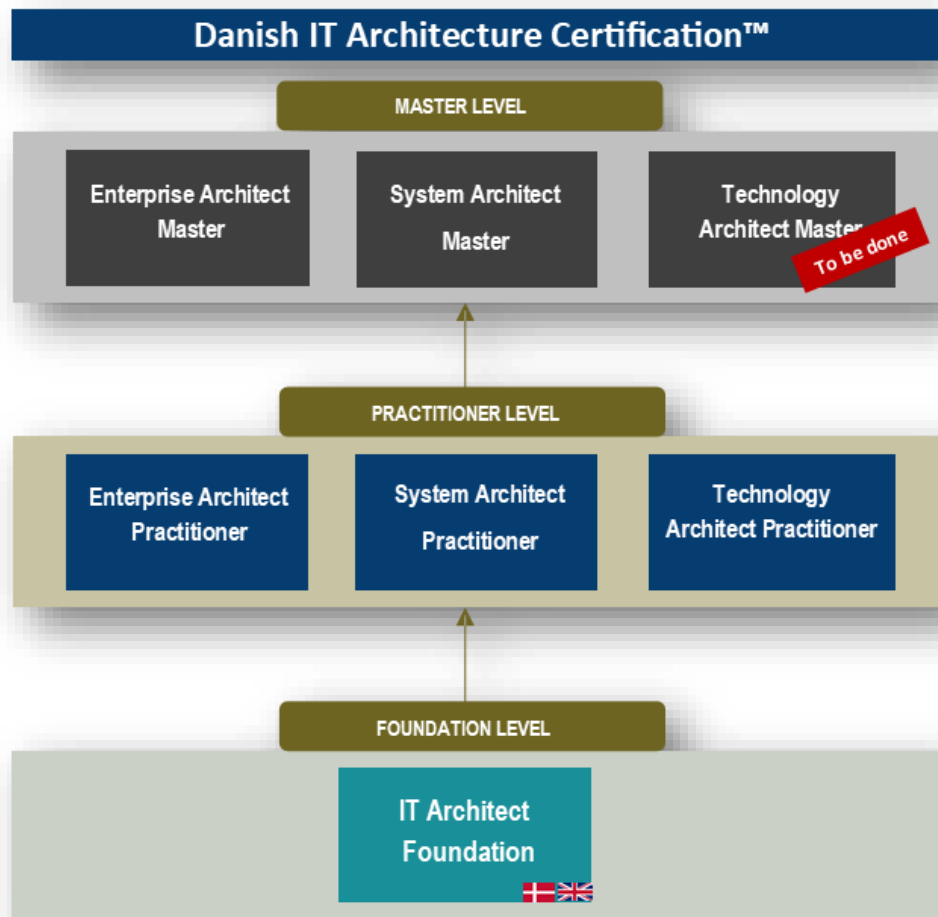 Danish IT Architecture Certification™
MASTER LEVEL
Enterprise Architect
Master
System Architect
Master
Technology
Architect Master
To be done
PRACTITIONER LEVEL
Enterprise Architect
Practitioner
System Architect
Practitioner
Technology
Architect Practitioner
FOUNDATION LEVEL
IT Architect
Foundation